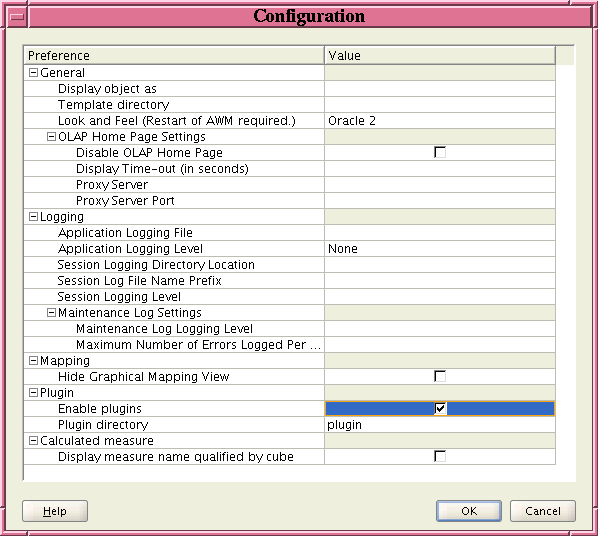 Configuration
Preference Value
General
Display object as
Template directory
Look and Feel (Restart of AWM required.) Oracle 2
OLAP Home Page Settings
Disable OLAP Home Page
Display Time-out (in seconds)
Proxy Server
Proxy Server Port
Logging
Application Logging File
Application Logging Level None
Session Logging Directory Location
Session Log File Name Prefix
Session Logging Level
Maintenance Log Settings
Maintenance Log Logging Level
Maximum Number of Errors Logged Per ...
Mapping
Hide Graphical Mapping View
Plugin
Enable plugins
Plugin directory plugin
Calculated measure
Display measure name qualified by cube
Help OK Cancel